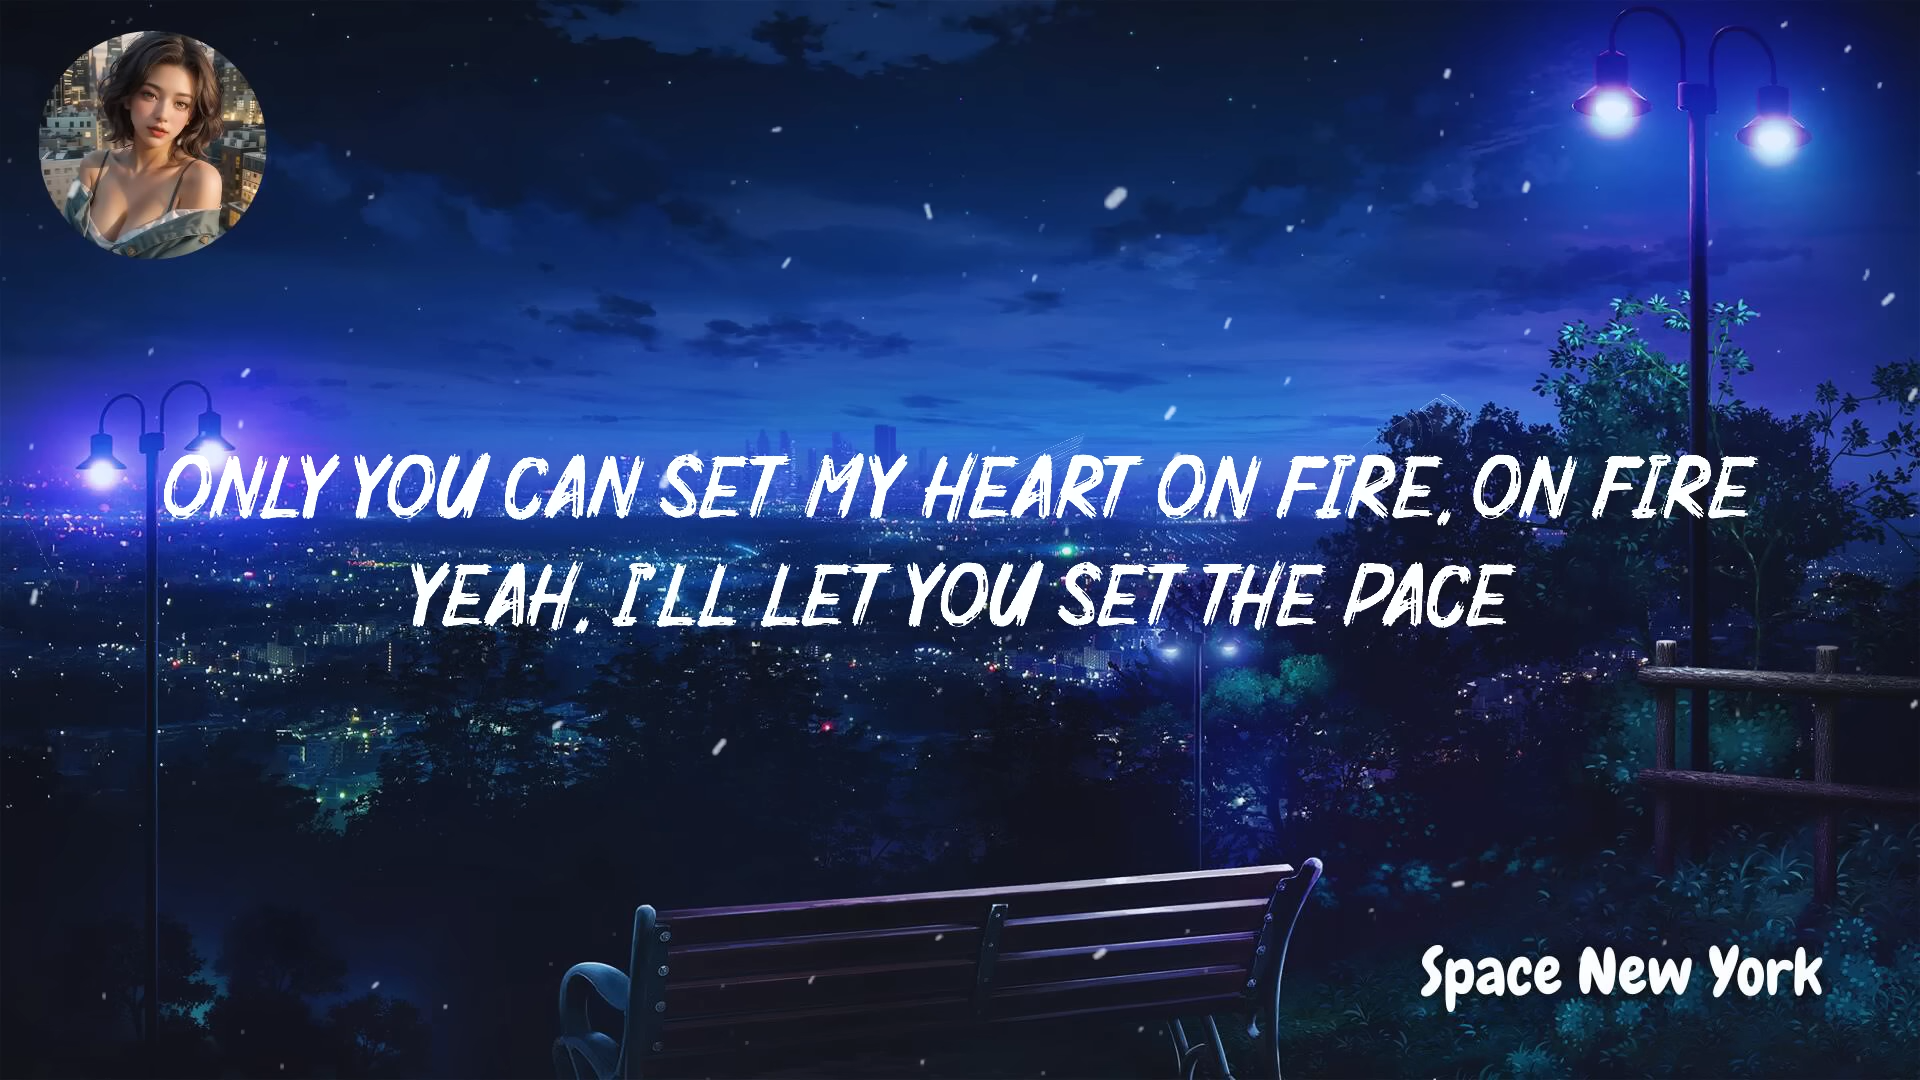 ONLY YOU CAN SET MY HEART ON FIRE, ON FIRE
YEAH, I'LL LET YOU SET THE PACE
Space New York